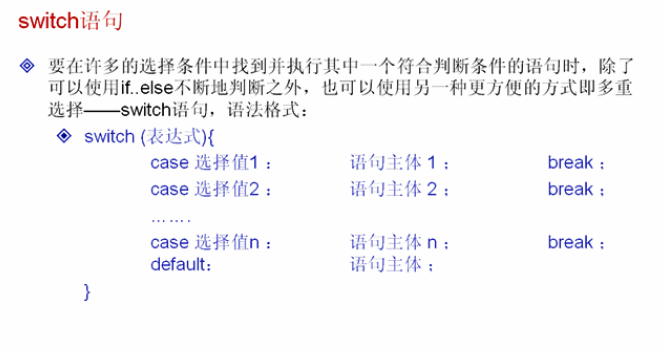 switch语句
要在许多的选择条件中找到并执行其中一个符合判断条件的语句时，除了
可以使用if..else不断地判断之外，也可以使用另一种更方便的方式即多重
选择——switch语句，语法格式：
switch (表达式){
case 选择值1： 语句主体 1； break；
case 选择值2： 语句主体 2； break；
…….
case 选择值n： 语句主体 n； break；
default： 语句主体；
}